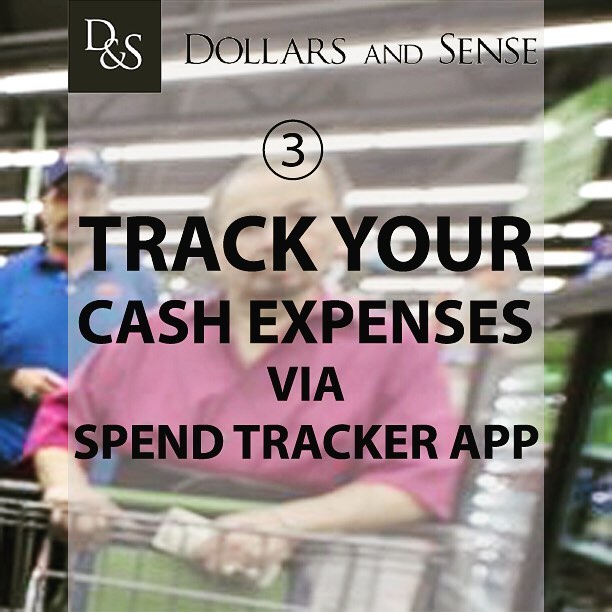 D&S DOLLARS AND SENSE
3
TRACK YOUR
CASH EXPENSES
VIA
SPEND TRACKER APP